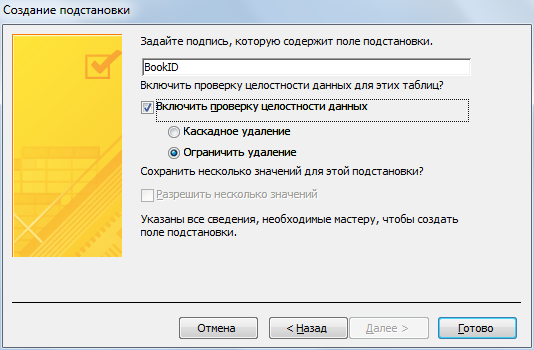 Создание подстановки
Задайте подпись, которую содержит поле подстановки.
BookID
Включить проверку целостности данных для этих таблиц?
Включить проверку целостности данных
Каскадное удаление
Ограничить удаление
Сохранить несколько значений для этой подстановки?
Разрешить несколько значений
Указаны все сведения, необходимые мастеру, чтобы создать
поле подстановки.
Отмена
< Назад
Далее >
Готово